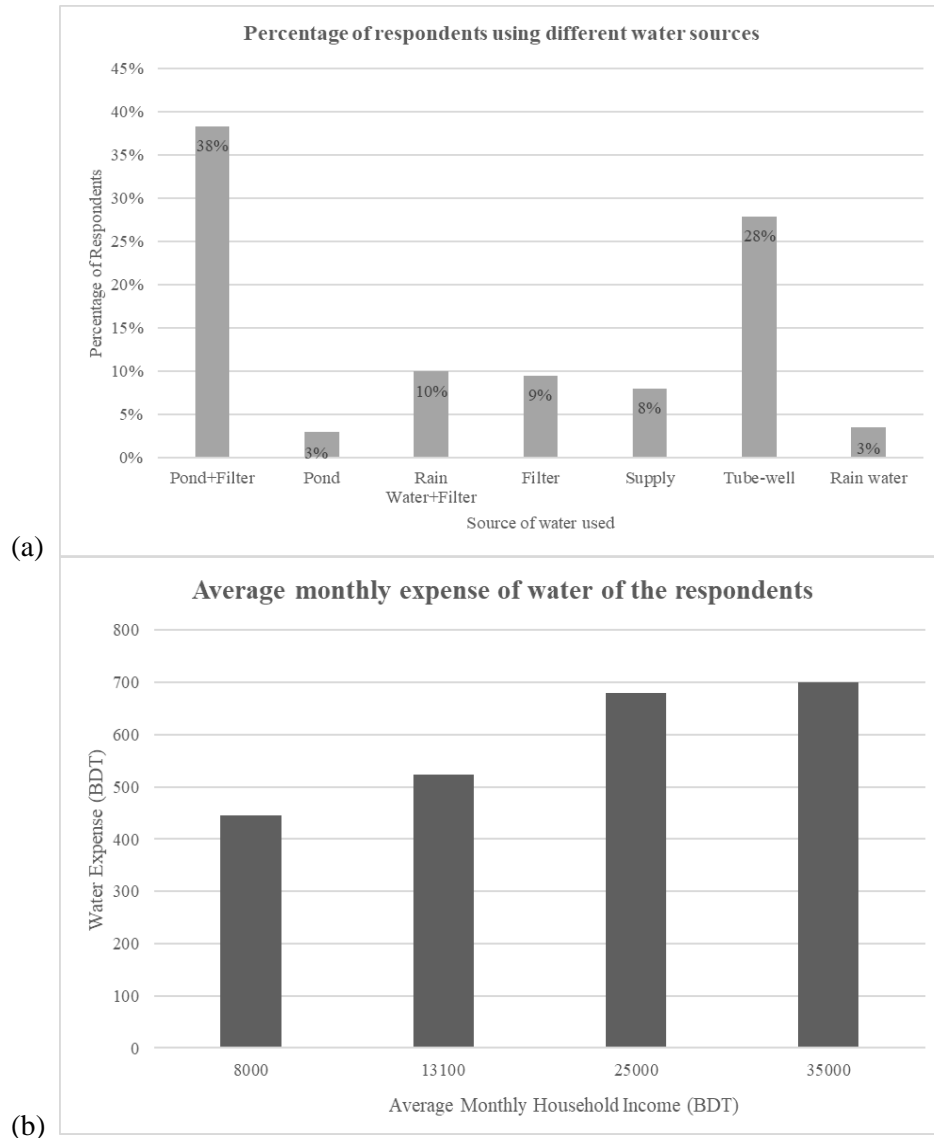 Percentage of respondents using different water sources
45%
40%
35%
30%
25%
20%
15%
10%
5%
0%
Percentage of Respondents
38%
3%
10%
9%
8%
28%
3%
Pond+Filter
Pond
Rain
Water+Filter
Filter
Supply
Tube-well
Rain water
Source of water used
(a)
Average monthly expense of water of the respondents
800
700
600
500
400
300
200
100
0
Water Expense (BDT)
8000
13100
25000
35000
Average Monthly Household Income (BDT)
(b)